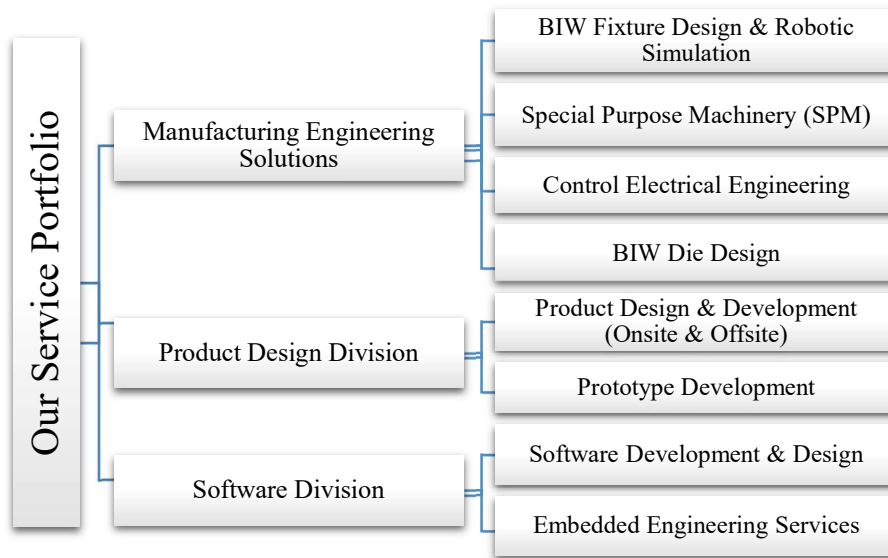 Our Service Portfolio
Manufacturing Engineering
Solutions
BIW Fixture Design & Robotic
Simulation
Special Purpose Machinery (SPM)
Control Electrical Engineering
BIW Die Design
Product Design Division
Product Design & Development
(Onsite & Offsite)
Prototype Development
Software Division
Software Development & Design
Embedded Engineering Services